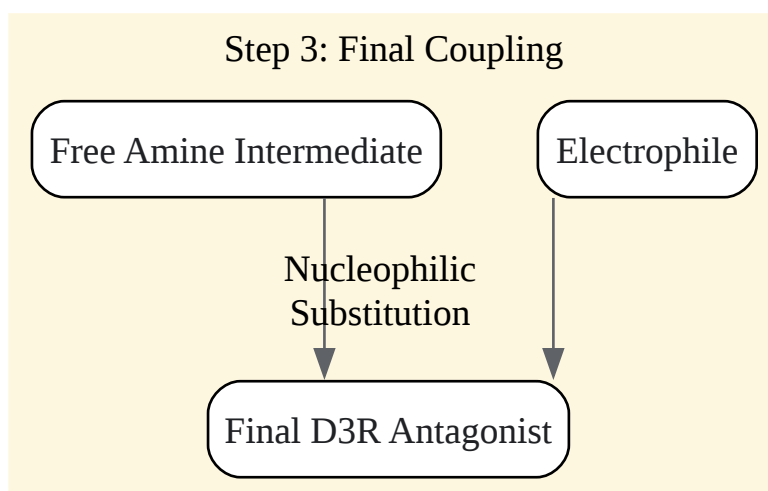 Step 3: Final Coupling
Free Amine Intermediate
Electrophile
Nucleophilic
Substitution
Final D3R Antagonist